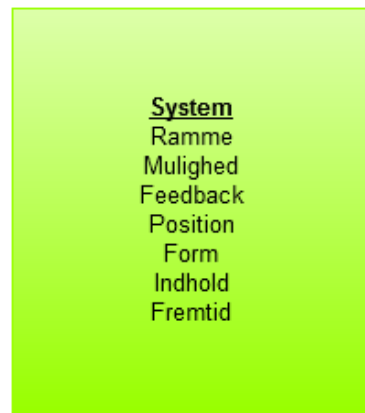 System
Ramme
Mulighed
Feedback
Position
Form
Indhold
Fremtid